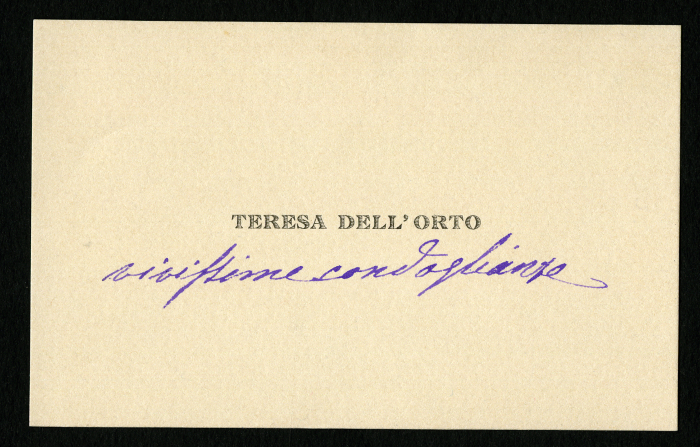 TERESA DELL'ORTO
vivissime condoglianze